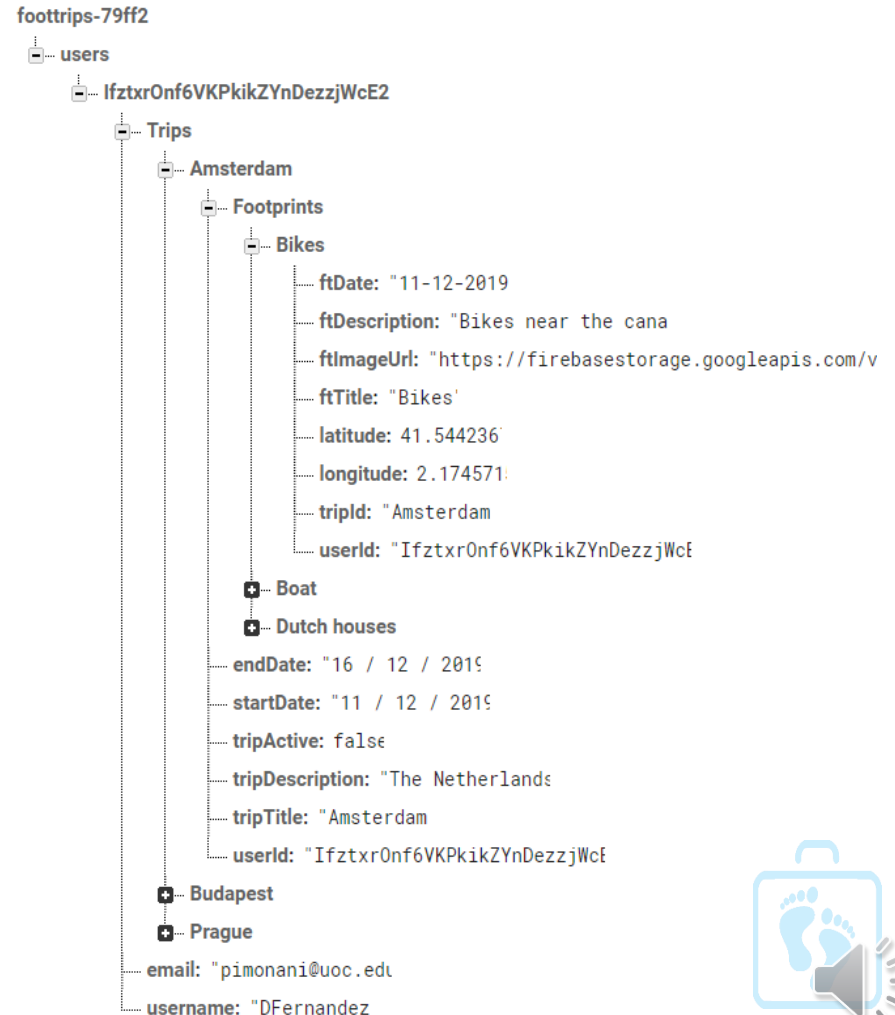 foottrips-79ff2
users
IfztxrOnf6VKPkikZYnDezzjWcE2
Trips
Amsterdam
Footprints
Bikes
ftDate: "11-12-2019
ftDescription: "Bikes near the cana
ftImageUrl: "https://firebasestorage.googleapis.com/v
ftTitle: "Bikes'
latitude: 41.544236
longitude: 2.174571
tripId: "Amsterdam
userId: "IfztxrOnf6VKPkikZYnDezzjWcE
Boat
Dutch houses
endDate: "16 / 12 / 2019
startDate: "11 / 12 / 2019
tripActive: false
tripDescription: "The Netherlands
tripTitle: "Amsterdam
userId: "IfztxrOnf6VKPkikZYnDezzjWcE
Budapest
Prague
email: "pimonani@uoc.edu
username: "DFernandez